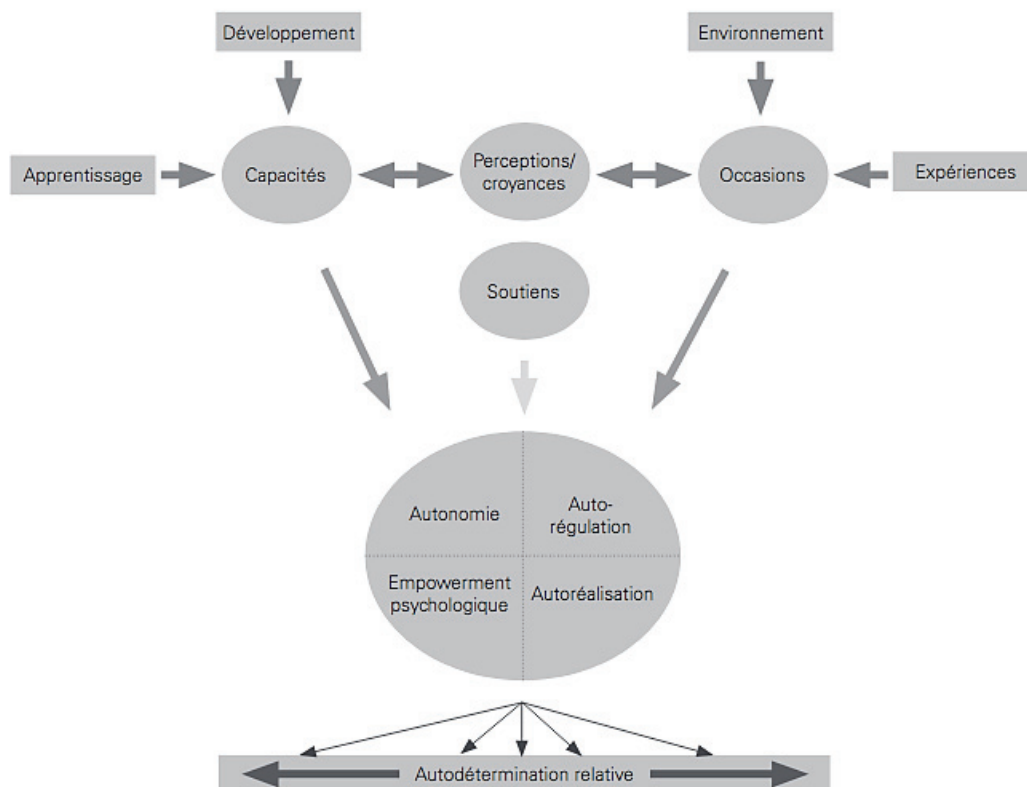 Développement
Environnement
Apprentissage
Capacités
Perceptions/
croyances
Occasions
Expériences
Soutiens
Autonomie
Auto-
régulation
Empowerment
psychologique
Autoréalisation
Autodétermination relative